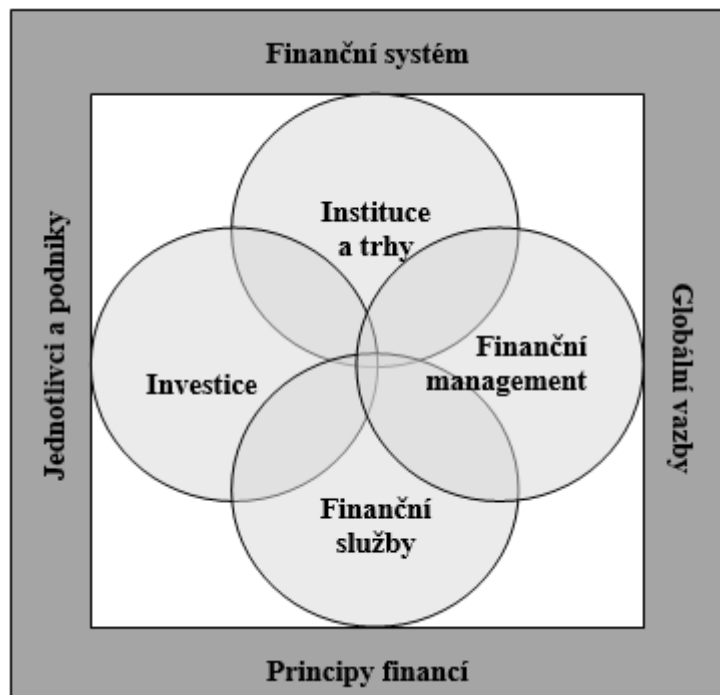 Finanční systém
Instituce
a trhy
Jednotlivci a podniky
Investice
Finanční
management
Globální vazby
Finanční
služby
Principy financí